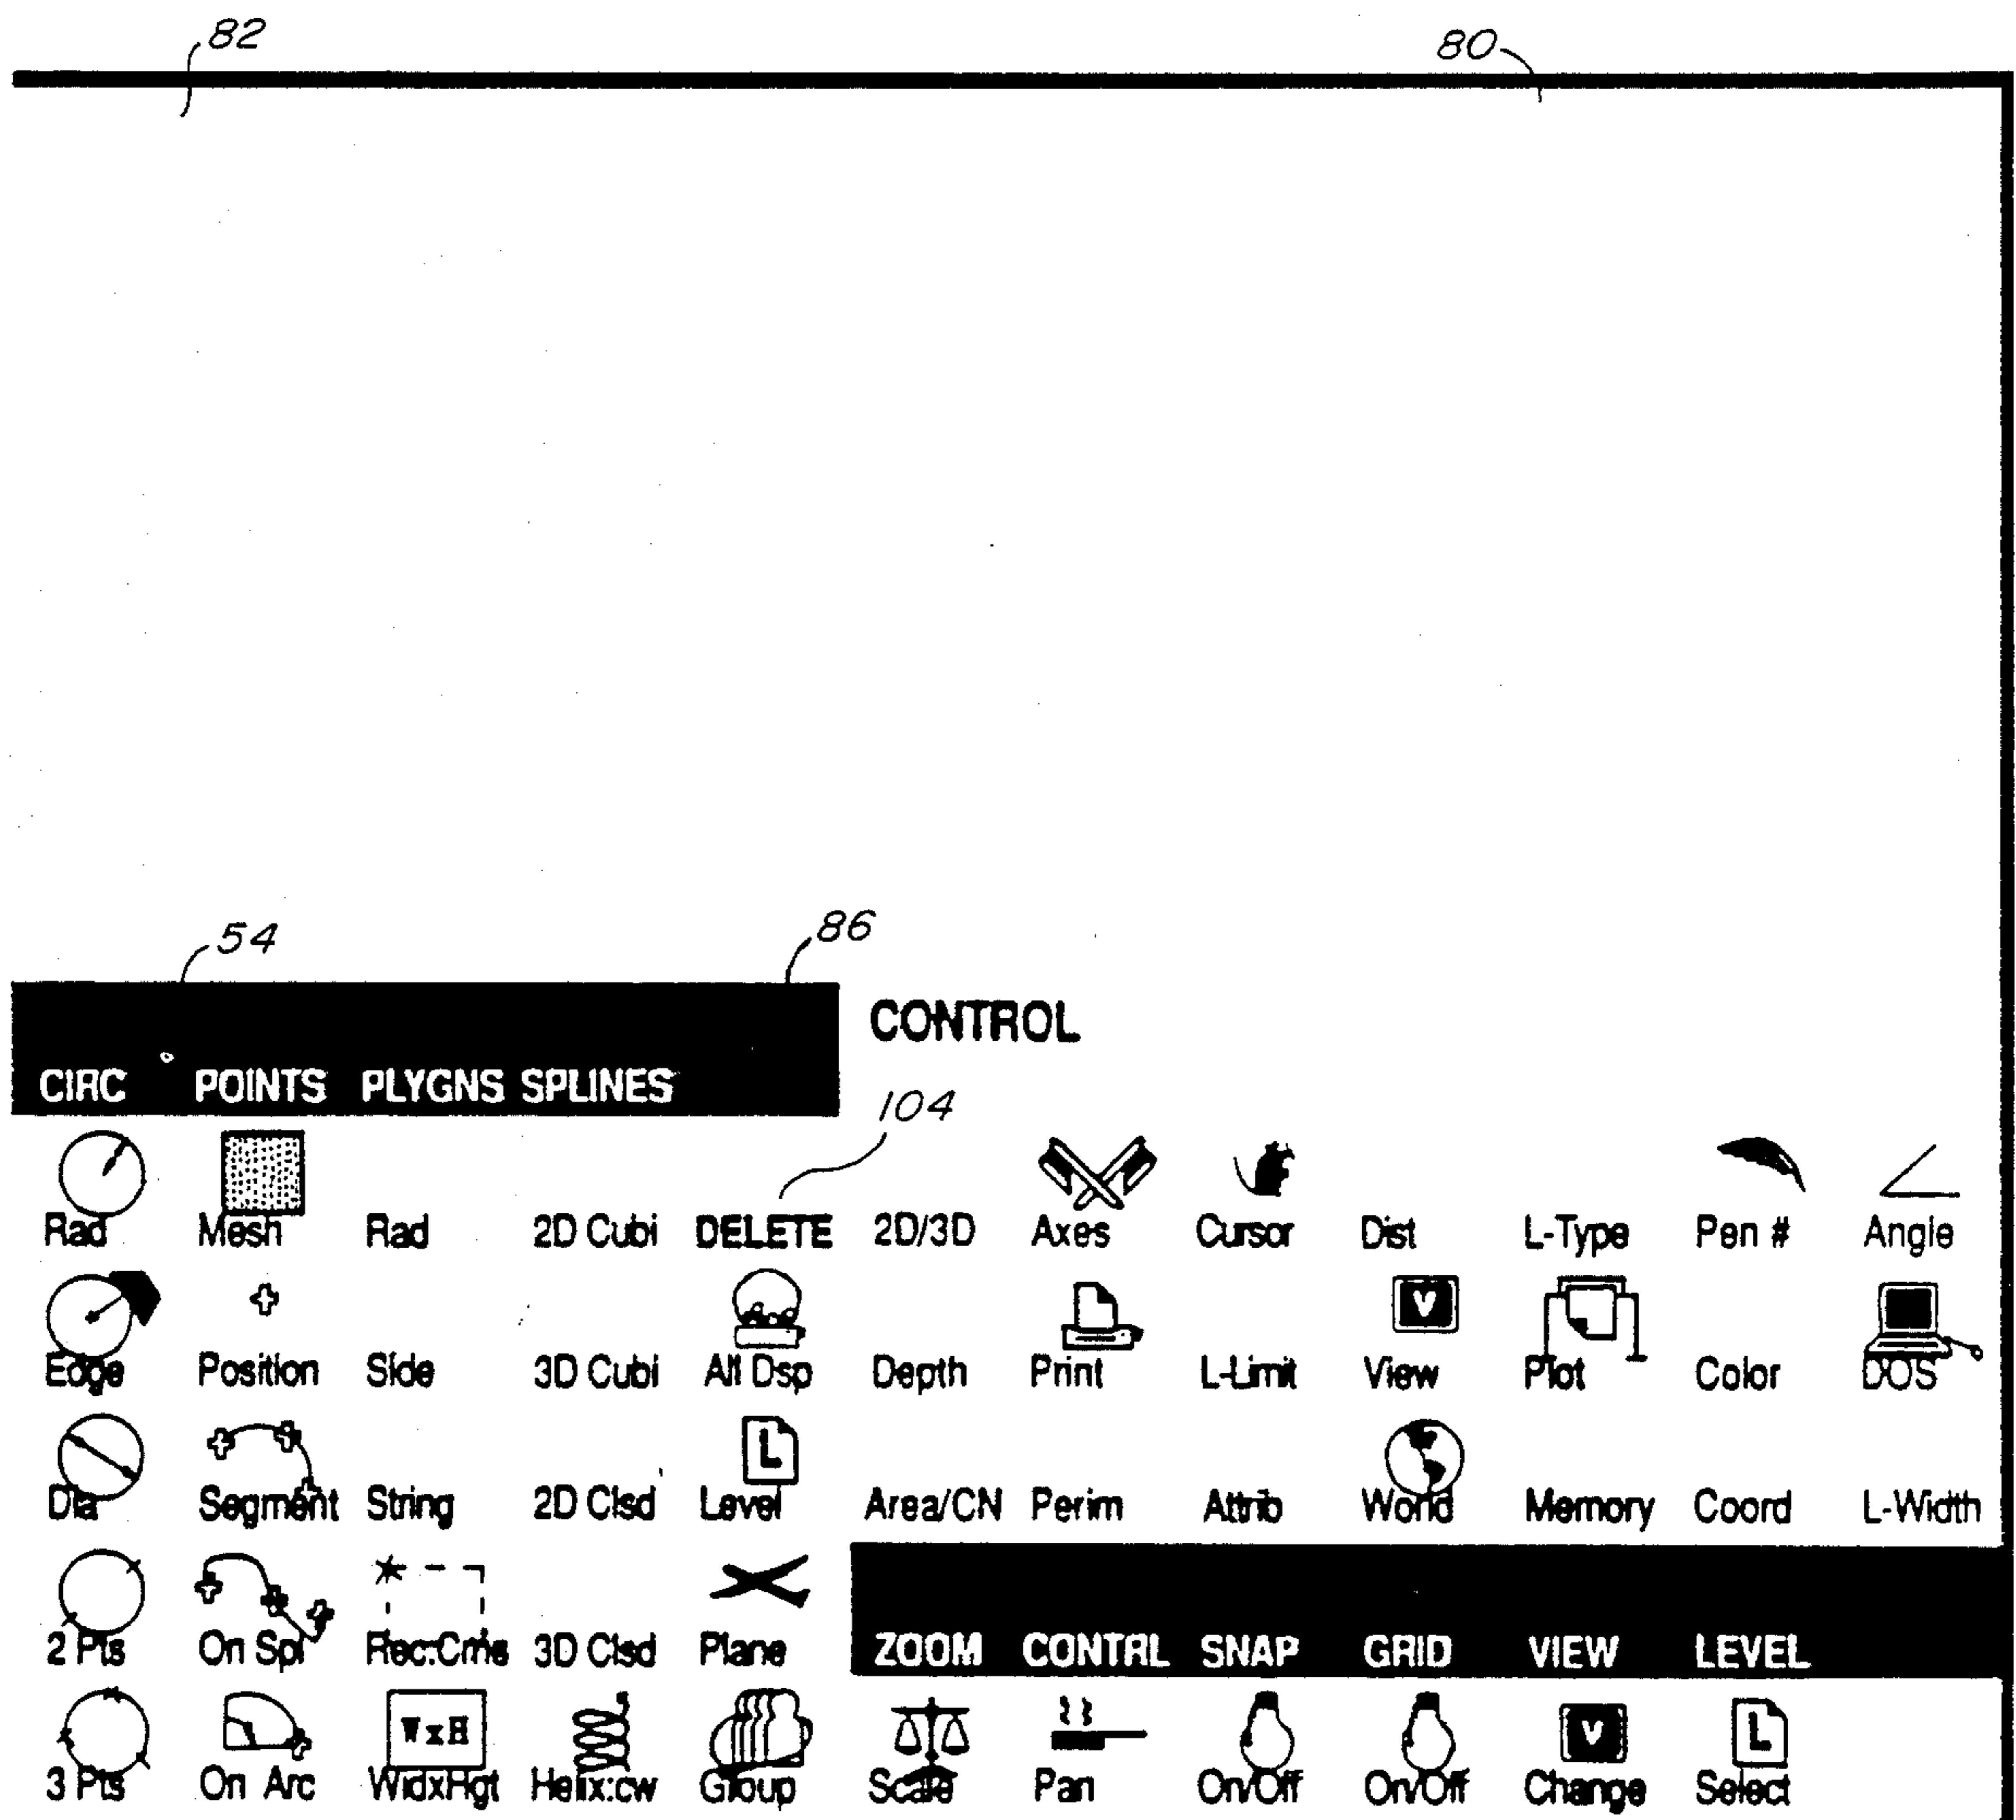 82 80
54 86
CONTROL
CIRC POINTS PLYGNS SPLINES
104
Rad Mesh Rad 2D Cubi DELETE 2D/3D Axes Cursor Dist L-Type Pen # Angle
V
Edge Position Side 3D Cubi All Dsp Depth Print L-Limit View Plot Color DOS
L
Dia Segment String 2D Clsd Level Area/CN Perim Attrib World Memory Coord L-Width
2 Pts On Spl Rec:Crns 3D Clsd Plane ZOOM CONTRL SNAP GRID VIEW LEVEL
WxH V L
3 Pts On Arc WidxHgt Helix:cw Group Scale Pan On/Off On/Off Change Select